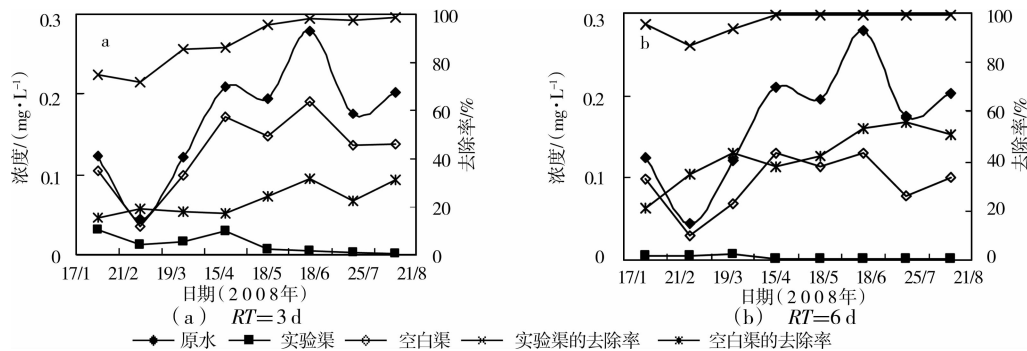 0.3 0.2 0.1 0
浓度/(mg·L⁻¹)
a
100 80 60 40 20 0
去除率/%
17/1 21/2 19/3 15/4 18/5 18/6 25/7 21/8
日期(2008年)
(a) RT=3 d
0.3 0.2 0.1 0
浓度/(mg·L⁻¹)
b
100 80 60 40 20 0
去除率/%
17/1 21/2 19/3 15/4 18/5 18/6 25/7 21/8
日期(2008年)
(b) RT=6 d
原水 实验渠 空白渠 实验渠的去除率 空白渠的去除率